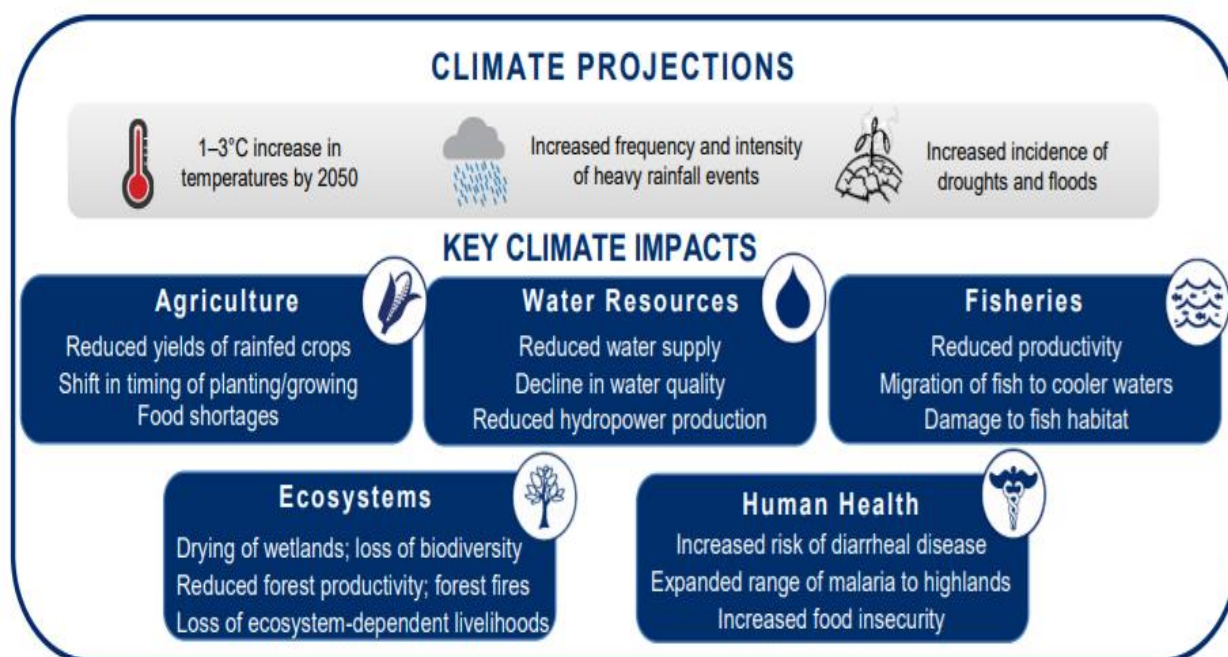 CLIMATE PROJECTIONS
1–3°C increase in
temperatures by 2050
Increased frequency and intensity
of heavy rainfall events
Increased incidence of
droughts and floods
KEY CLIMATE IMPACTS
Agriculture
Reduced yields of rainfed crops
Shift in timing of planting/growing
Food shortages
Water Resources
Reduced water supply
Decline in water quality
Reduced hydropower production
Fisheries
Reduced productivity
Migration of fish to cooler waters
Damage to fish habitat
Ecosystems
Drying of wetlands; loss of biodiversity
Reduced forest productivity; forest fires
Loss of ecosystem-dependent livelihoods
Human Health
Increased risk of diarrheal disease
Expanded range of malaria to highlands
Increased food insecurity